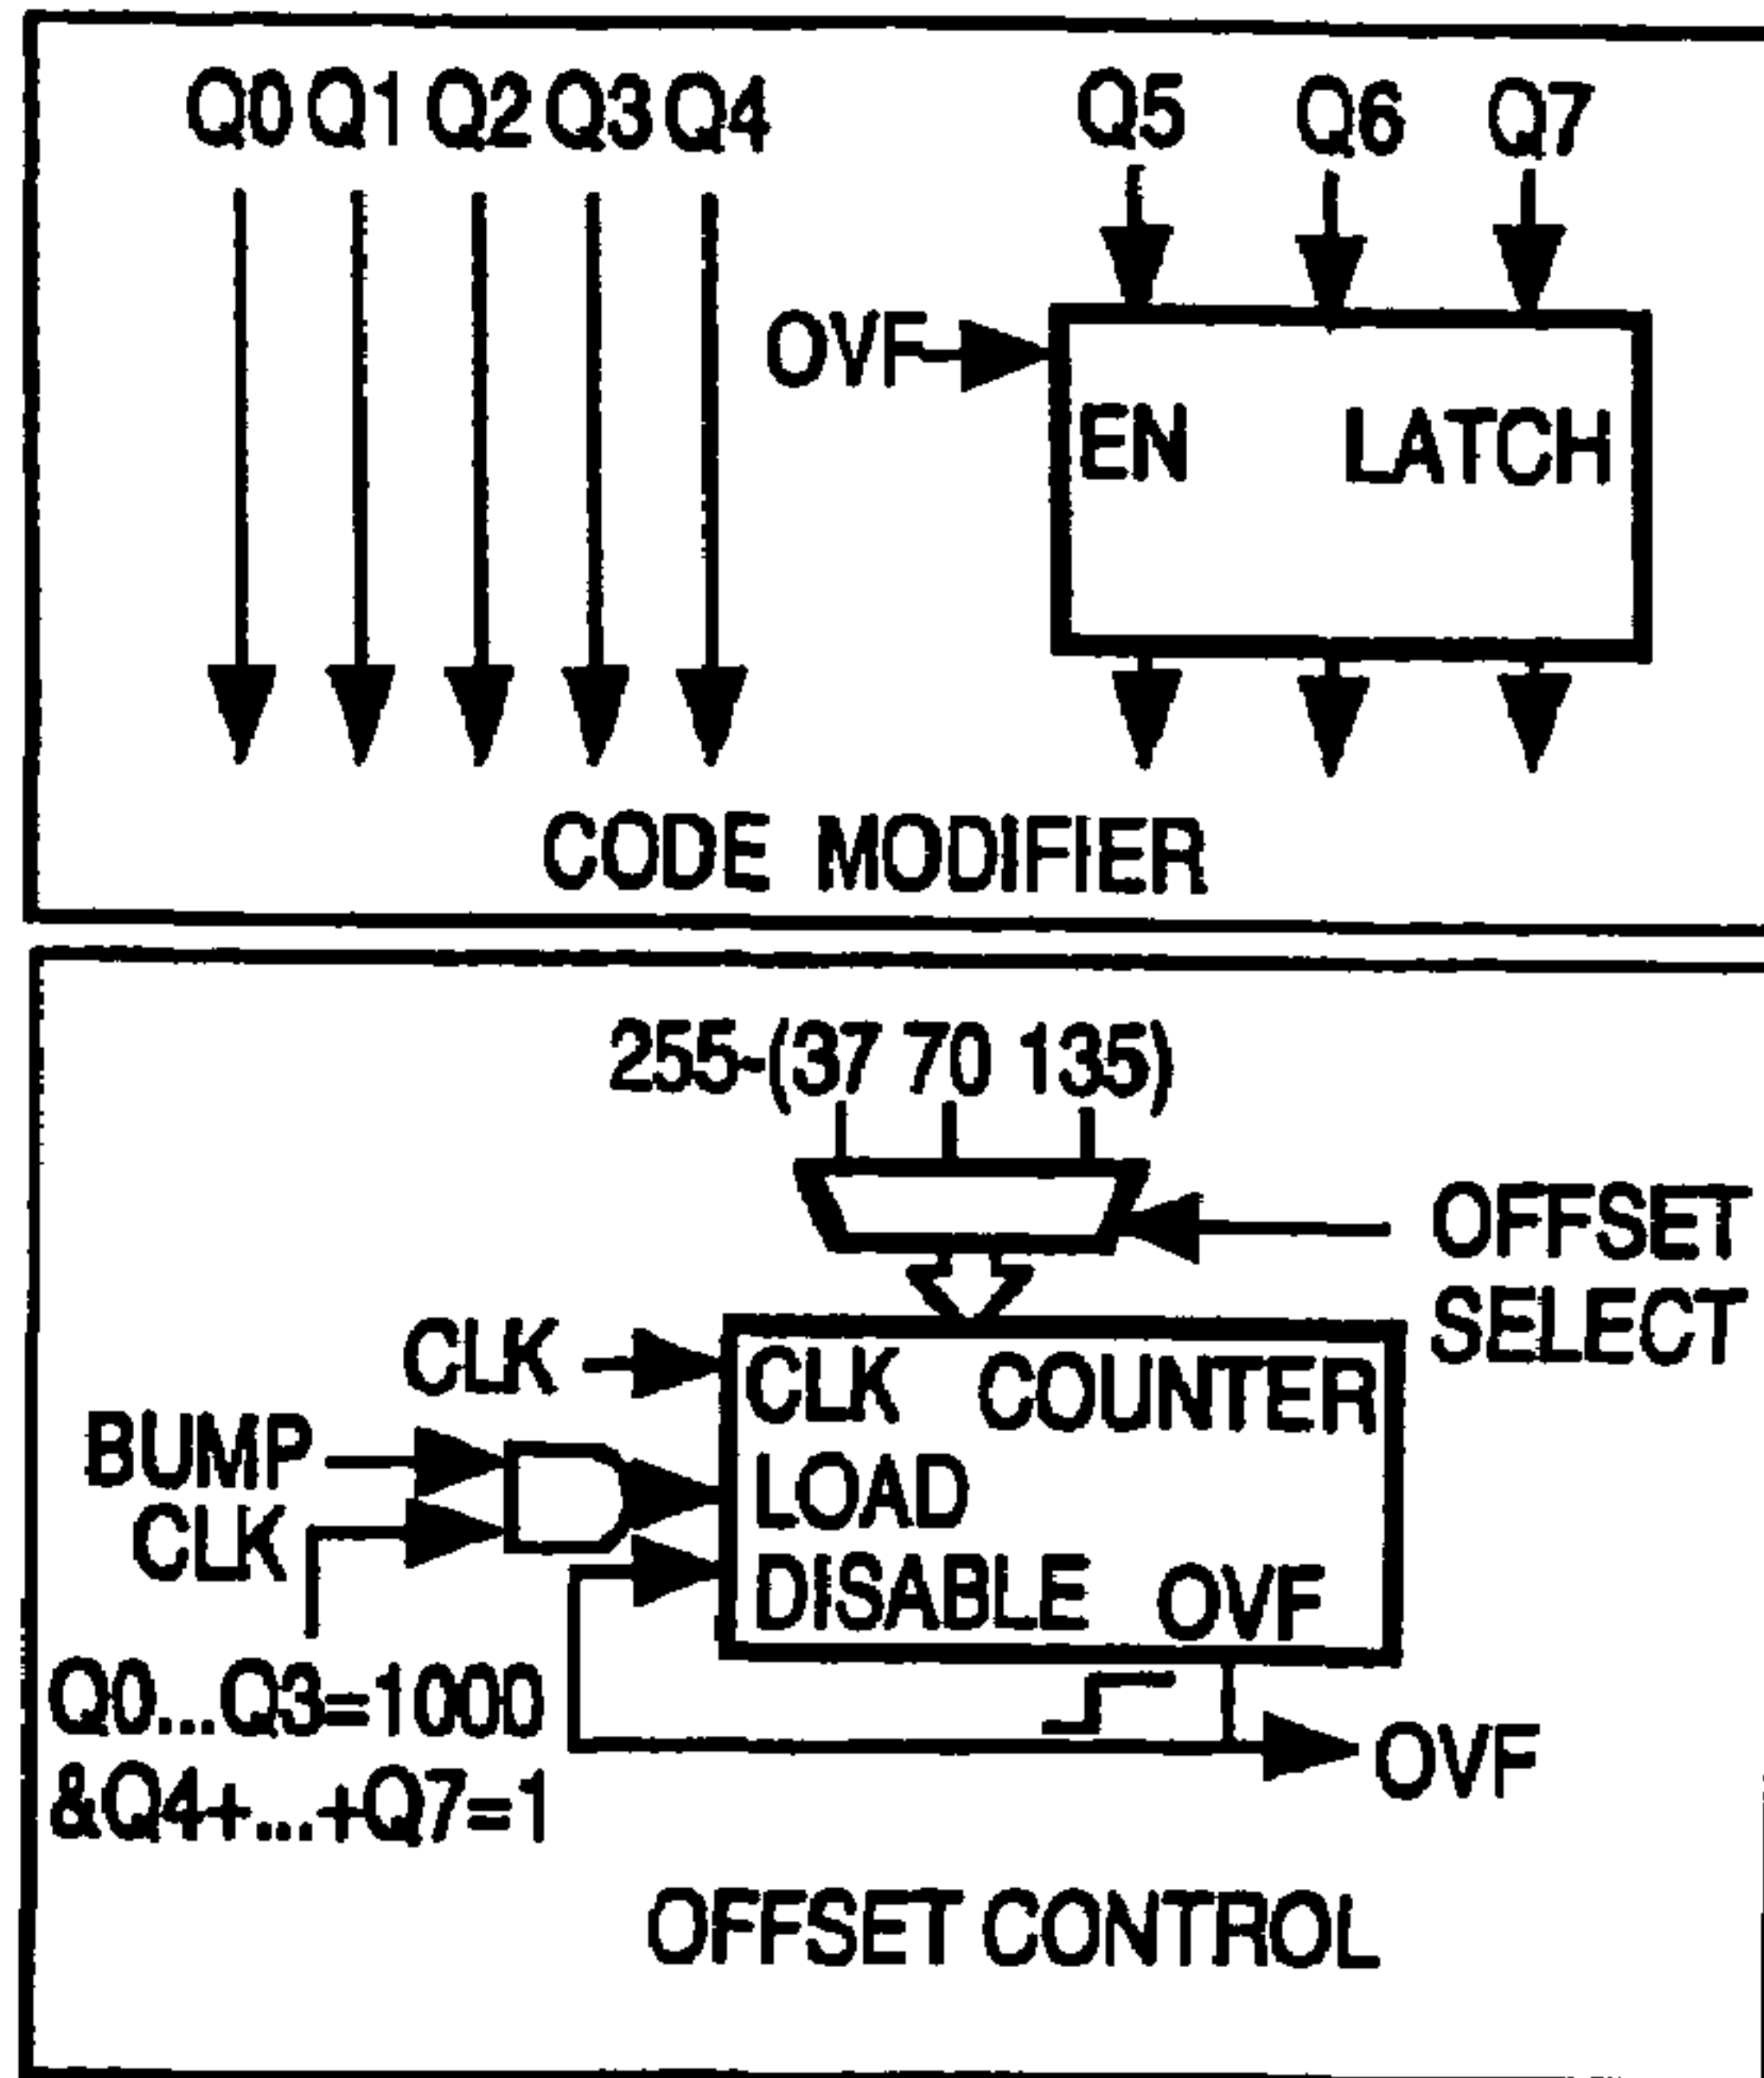 Q0 Q1 Q2 Q3 Q4 Q5 Q6 Q7
OVF
EN LATCH
CODE MODIFIER
255-(37 70 135)
OFFSET
SELECT
CLK
CLK COUNTER
BUMP
LOAD
CLK
DISABLE OVF
Q0...Q3=1000
&Q4+...+Q7=1
OVF
OFFSET CONTROL